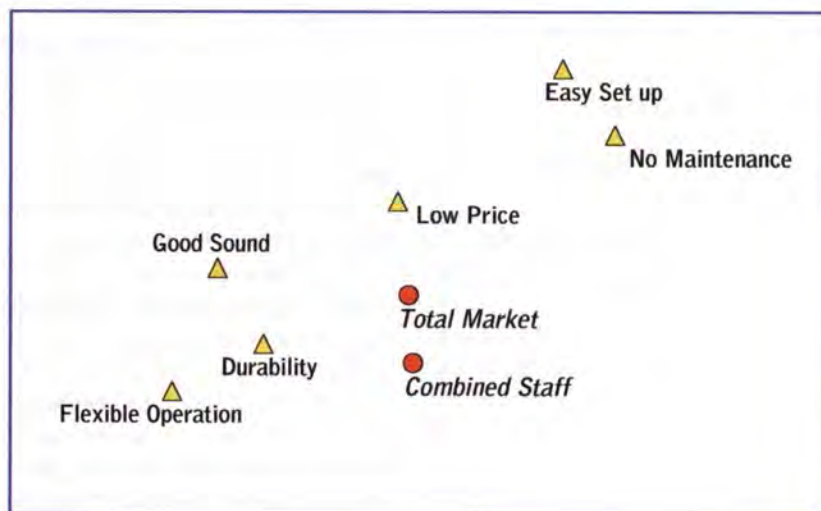 Easy Set up
No Maintenance
Low Price
Good Sound
Total Market
Durability
Combined Staff
Flexible Operation